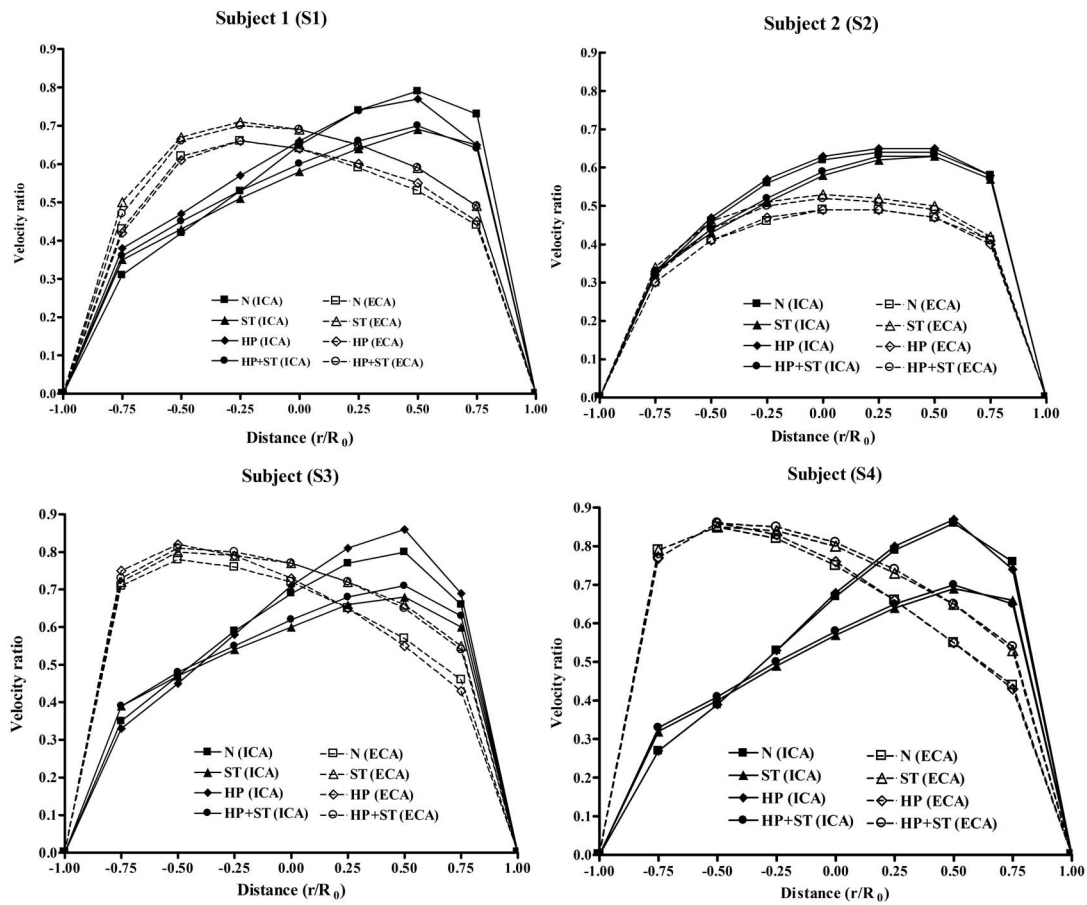 Subject 1 (S1)
Velocity ratio
0.9
0.8
0.7
0.6
0.5
0.4
0.3
0.2
0.1
0.0
N (ICA) N (ECA)
ST (ICA) ST (ECA)
HP (ICA) HP (ECA)
HP+ST (ICA) HP+ST (ECA)
-1.00 -0.75 -0.50 -0.25 0.00 0.25 0.50 0.75 1.00
Distance (r/R0)
Subject 2 (S2)
Velocity ratio
0.9
0.8
0.7
0.6
0.5
0.4
0.3
0.2
0.1
0.0
N (ICA) N (ECA)
ST (ICA) ST (ECA)
HP (ICA) HP (ECA)
HP+ST (ICA) HP+ST (ECA)
-1.00 -0.75 -0.50 -0.25 0.00 0.25 0.50 0.75 1.00
Distance (r/R0)
Subject (S3)
Velocity ratio
0.9
0.8
0.7
0.6
0.5
0.4
0.3
0.2
0.1
0.0
N (ICA) N (ECA)
ST (ICA) ST (ECA)
HP (ICA) HP (ECA)
HP+ST (ICA) HP+ST (ECA)
-1.00 -0.75 -0.50 -0.25 0.00 0.25 0.50 0.75 1.00
Distance (r/R0)
Subject (S4)
Velocity ratio
0.9
0.8
0.7
0.6
0.5
0.4
0.3
0.2
0.1
0.0
N (ICA) N (ECA)
ST (ICA) ST (ECA)
HP (ICA) HP (ECA)
HP+ST (ICA) HP+ST (ECA)
-1.00 -0.75 -0.50 -0.25 0.00 0.25 0.50 0.75 1.00
Distance (r/R0)